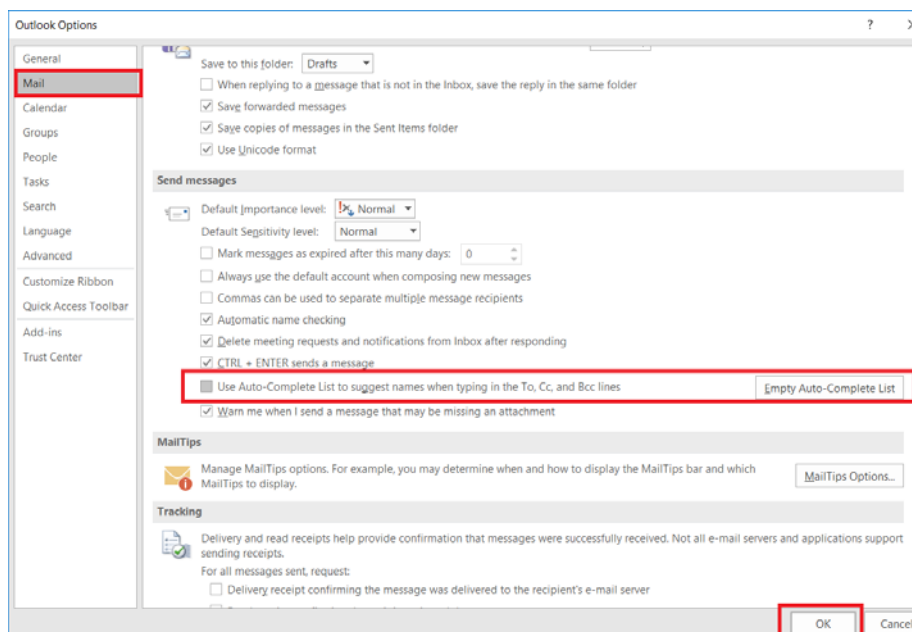 Outlook Options
?
General
Mail
Calendar
Groups
People
Tasks
Search
Language
Advanced
Customize Ribbon
Quick Access Toolbar
Add-ins
Trust Center
Save to this folder: Drafts
When replying to a message that is not in the Inbox, save the reply in the same folder
Save forwarded messages
Save copies of messages in the Sent Items folder
Use Unicode format
Send messages
Default Importance level: Normal
Default Sensitivity level: Normal
Mark messages as expired after this many days: 0
Always use the default account when composing new messages
Commas can be used to separate multiple message recipients
Automatic name checking
Delete meeting requests and notifications from Inbox after responding
CTRL + ENTER sends a message
Use Auto-Complete List to suggest names when typing in the To, Cc, and Bcc lines Empty Auto-Complete List
Warn me when I send a message that may be missing an attachment
MailTips
Manage MailTips options. For example, you may determine when and how to display the MailTips bar and which
MailTips to display.
MailTips Options...
Tracking
Delivery and read receipts help provide confirmation that messages were successfully received. Not all e-mail servers and applications support
sending receipts.
For all messages sent, request:
Delivery receipt confirming the message was delivered to the recipient's e-mail server
OK Cancel